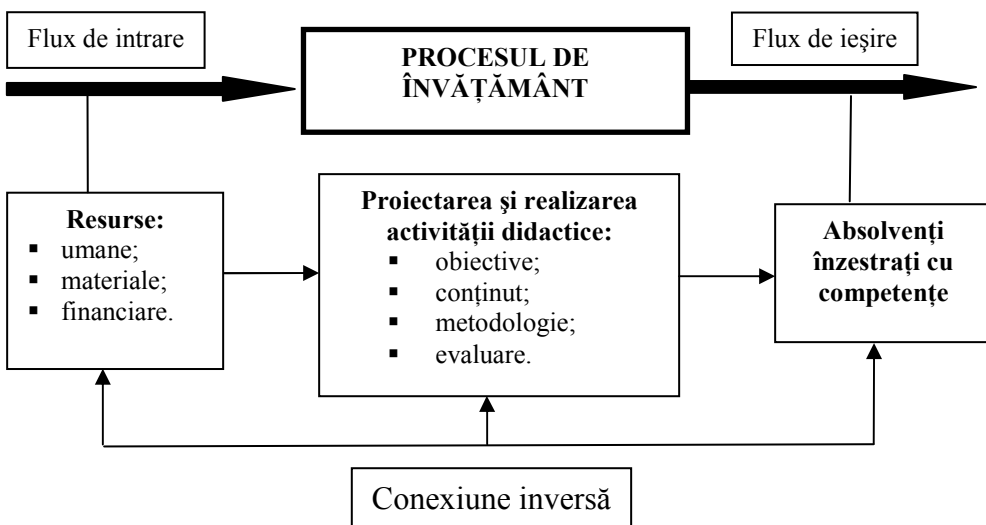 Flux de intrare
PROCESUL DE
ÎNVĂȚĂMÂNT
Flux de ieşire
Resurse:
▪ umane;
▪ materiale;
▪ financiare.
Proiectarea şi realizarea
activității didactice:
▪ obiective;
▪ conținut;
▪ metodologie;
▪ evaluare.
Absolvenți
înzestrați cu
competențe
Conexiune inversă